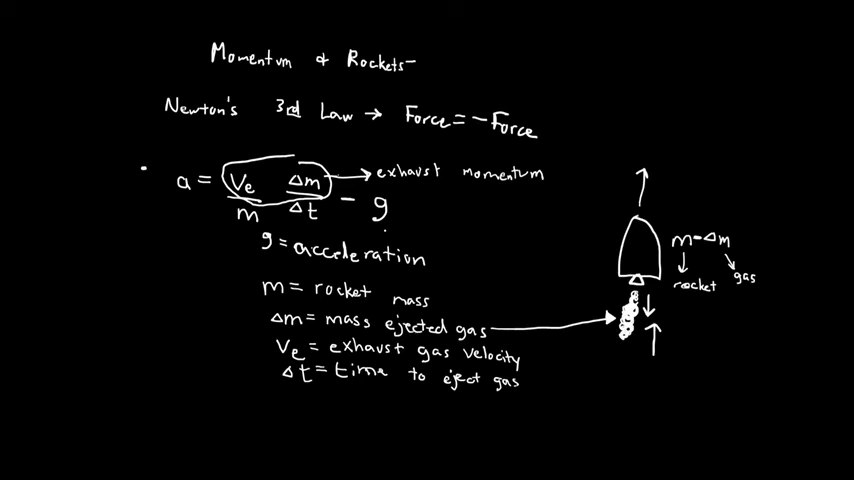 Momentum & Rockets-
Newton's 3rd Law → Force = -Force
a = Ve/m Δm/Δt - g → exhaust momentum
g = acceleration
m = rocket mass
Δm = mass ejected gas
Ve = exhaust gas velocity
Δt = time to eject gas
m-Δm
rocket gas